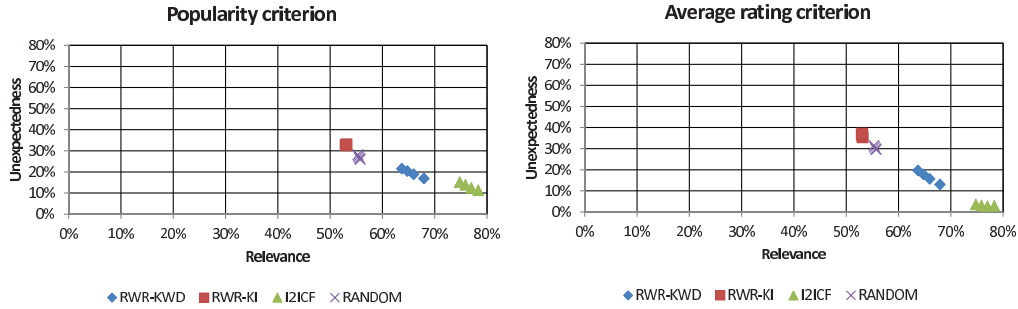 Popularity criterion
80%
70%
60%
50%
40%
30%
20%
10%
0%
Unexpectedness
0% 10% 20% 30% 40% 50% 60% 70% 80%
Relevance
RWR-KWD RWR-KI I2ICF RANDOM
Average rating criterion
80%
70%
60%
50%
40%
30%
20%
10%
0%
Unexpectedness
0% 10% 20% 30% 40% 50% 60% 70% 80%
Relevance
RWR-KWD RWR-KI I2ICF RANDOM